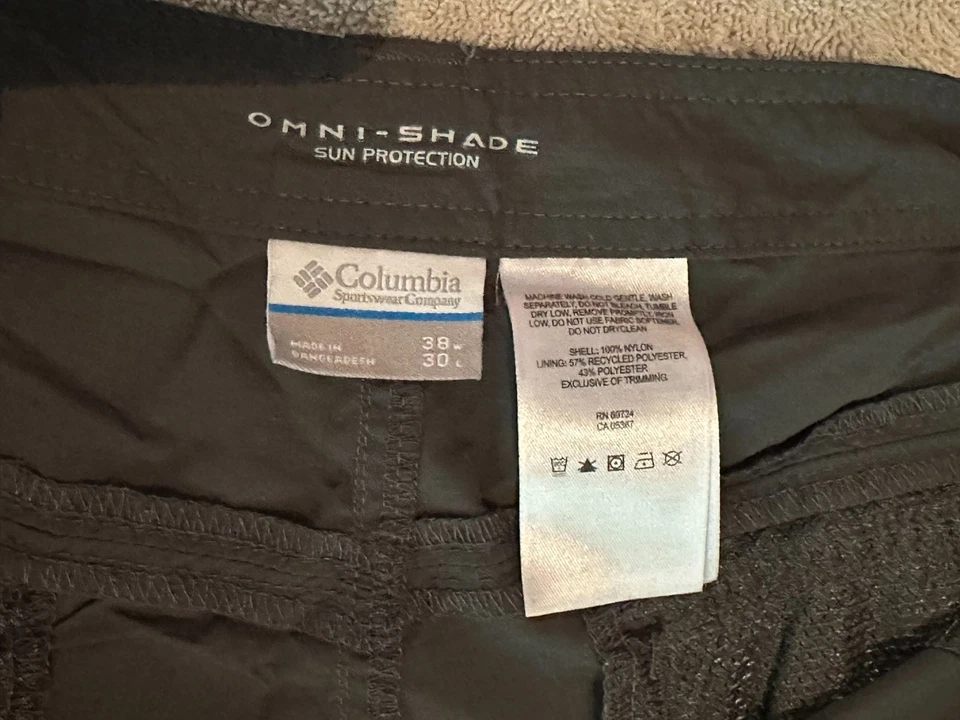 OMNI-SHADE
SUN PROTECTION
Columbia
Sportswear Company
38 W
MADE IN
BANGLADESH
30 L
MACHINE WASH COLD GENTLE, WASH
SEPARATELY, DO NOT BLEACH, TUMBLE
DRY LOW, REMOVE PROMPTLY, IRON
LOW, DO NOT USE FABRIC SOFTENER,
DO NOT DRYCLEAN
SHELL: 100% NYLON
LINING: 57% RECYCLED POLYESTER,
43% POLYESTER
EXCLUSIVE OF TRIMMING
RN 69724
CA 05367